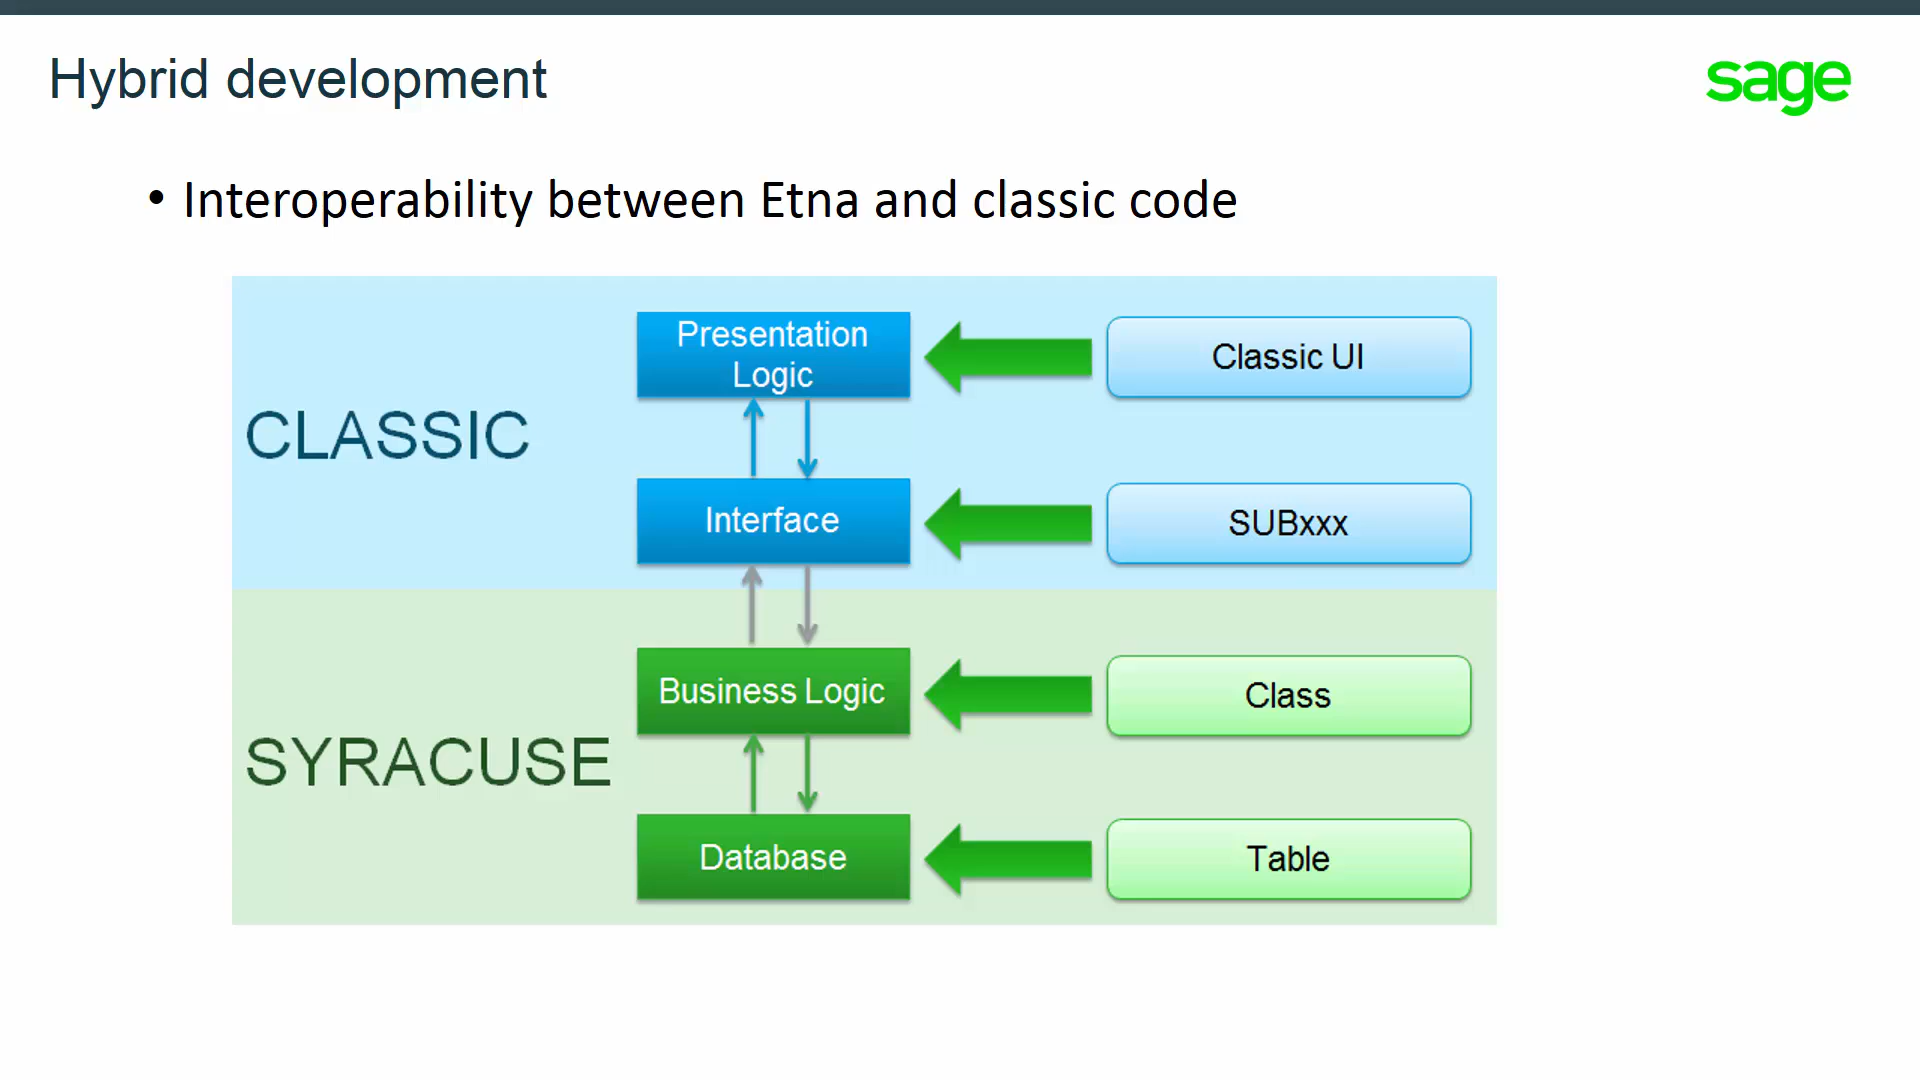 Hybrid development
sage
• Interoperability between Etna and classic code
CLASSIC
Presentation
Logic
Classic UI
Interface
SUBxxx
SYRACUSE
Business Logic
Class
Database
Table